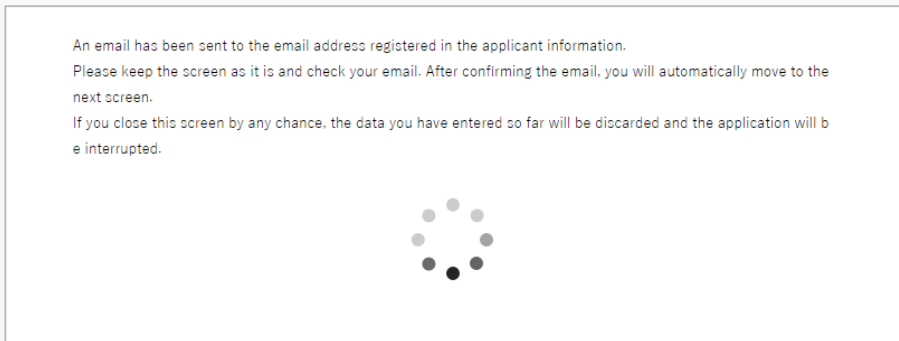 An email has been sent to the email address registered in the applicant information.
Please keep the screen as it is and check your email. After confirming the email, you will automatically move to the
next screen.
If you close this screen by any chance, the data you have entered so far will be discarded and the application will b
e interrupted.